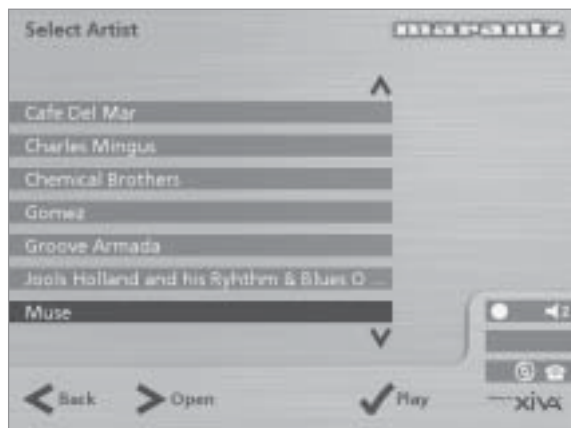 Select Artist
marantz
Cafe Del Mar
Charles Mingus
Chemical Brothers
Gomez
Groove Armada
Jools Holland and his Ryhthm & Blues O ...
Muse
2
Back
Open
Play
xiva